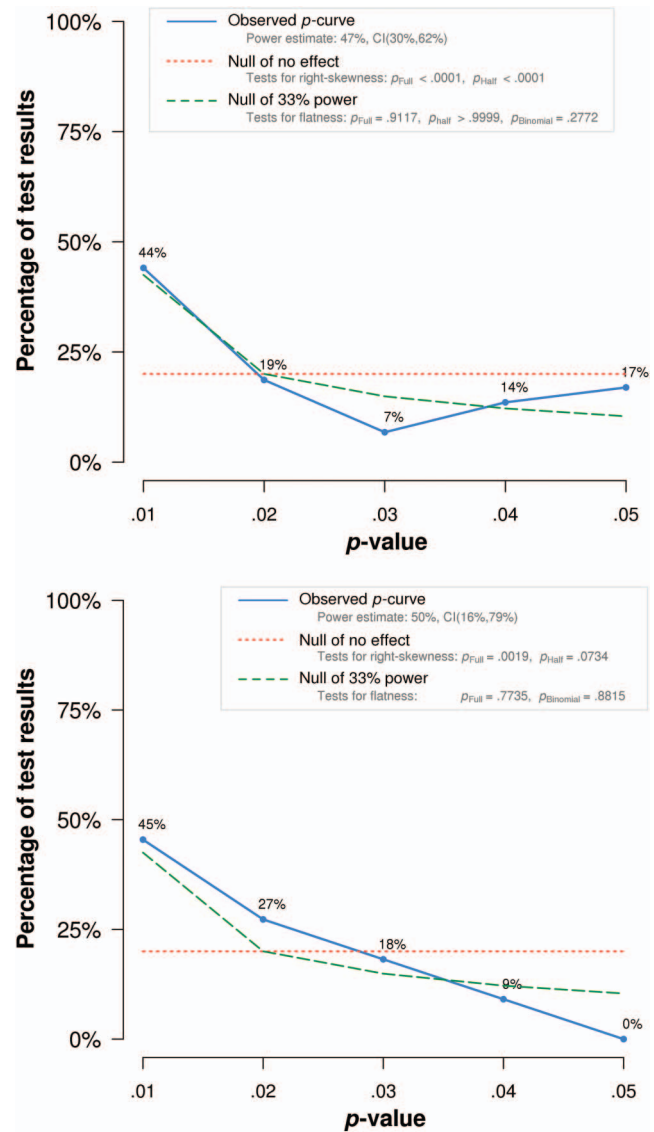 Observed p-curve
Power estimate: 47%, CI(30%,62%)
Null of no effect
Tests for right-skewness: pFull < .0001, pHalf < .0001
Null of 33% power
Tests for flatness: pFull = .9117, phalf > .9999, pBinomial = .2772
Percentage of test results
100%
75%
50%
25%
0%
44%
19%
7%
14%
17%
.01 .02 .03 .04 .05
p-value
Observed p-curve
Power estimate: 50%, CI(16%,79%)
Null of no effect
Tests for right-skewness: pFull = .0019, pHalf = .0734
Null of 33% power
Tests for flatness: pFull = .7735, pBinomial = .8815
Percentage of test results
100%
75%
50%
25%
0%
45%
27%
18%
9%
0%
.01 .02 .03 .04 .05
p-value